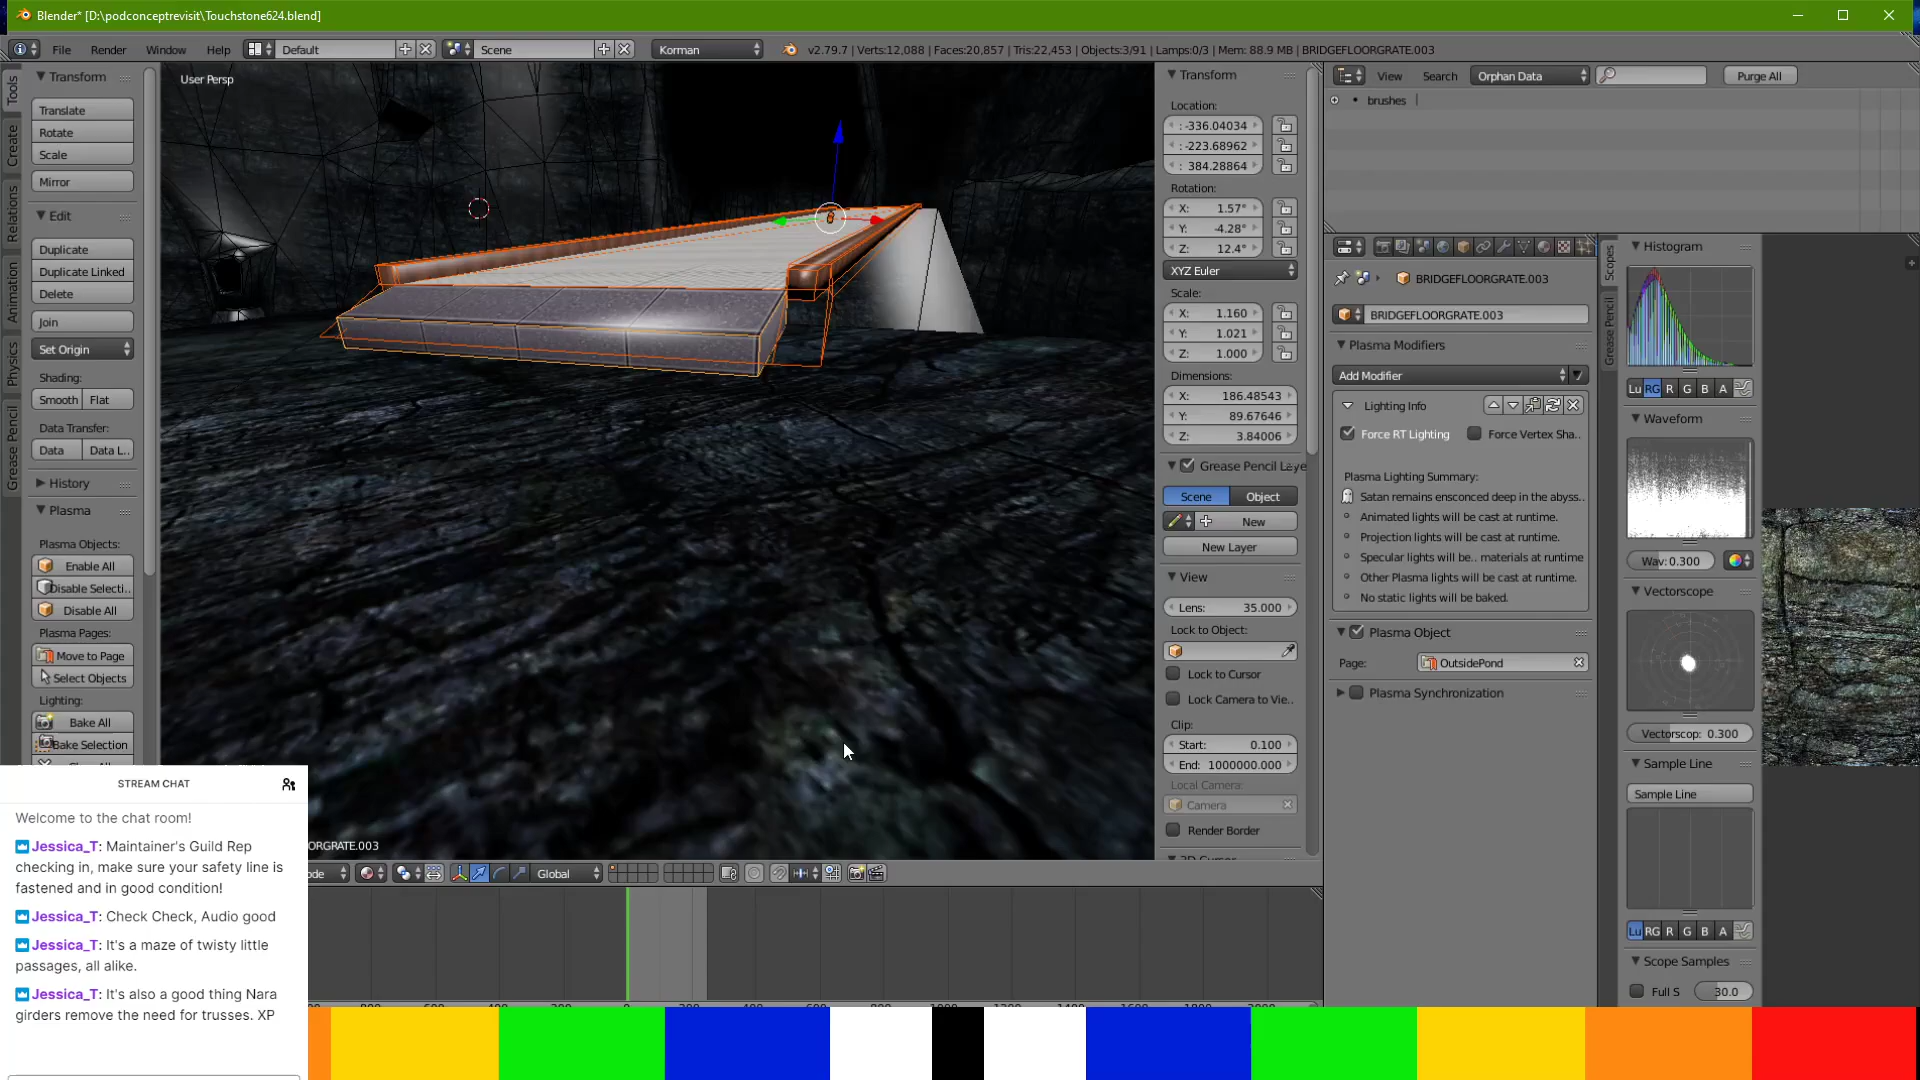 Blender* [D:\podconceptrevisit\Touchstone624.blend]
File Render Window Help Default Scene Korman v2.79.7 | Verts:12,088 | Faces:20,857 | Tris:22,453 | Objects:3/91 | Lamps:0/3 | Mem: 88.9 MB | BRIDGEFLOORGRATE.003
Tools
Create
Relations
Animation
Physics
Grease Pencil
Transform
Translate
Rotate
Scale
Mirror
Edit
Duplicate
Duplicate Linked
Delete
Join
Set Origin
Shading:
Smooth Flat
Data Transfer:
Data Data L..
History
Plasma
Plasma Objects:
Enable All
Disable Selecti..
Disable All
Plasma Pages:
Move to Page
Select Objects
Lighting:
Bake All
Bake Selection
User Persp
ORGRATE.003
ode Global
Transform
Location:
: -336.04034
: -223.68962
: 384.28864
Rotation:
X: 1.57°
Y: -4.28°
Z: 12.4°
XYZ Euler
Scale:
X: 1.160
Y: 1.021
Z: 1.000
Dimensions:
X: 186.48543
Y: 89.67646
Z: 3.84006
Grease Pencil Laye
Scene Object
New
New Layer
View
Lens: 35.000
Lock to Object:
Lock to Cursor
Lock Camera to Vie..
Clip:
Start: 0.100
End: 1000000.000
Local Camera:
Camera
Render Border
View Search Orphan Data Purge All
brushes
BRIDGEFLOORGRATE.003
BRIDGEFLOORGRATE.003
Plasma Modifiers
Add Modifier
Lighting Info
Force RT Lighting Force Vertex Sha..
Plasma Lighting Summary:
Satan remains ensconced deep in the abyss..
Animated lights will be cast at runtime.
Projection lights will be cast at runtime.
Specular lights will be.. materials at runtime
Other Plasma lights will be cast at runtime.
No static lights will be baked.
Plasma Object
Page: OutsidePond
Plasma Synchronization
Scopes
Grease Pencil
Histogram
Lu RG R G B A
Waveform
Wav: 0.300
Vectorscope
Vectorscop: 0.300
Sample Line
Sample Line
Lu RG R G B A
Scope Samples
Full S 30.0
STREAM CHAT
Welcome to the chat room!
Jessica_T: Maintainer's Guild Rep
checking in, make sure your safety line is
fastened and in good condition!
Jessica_T: Check Check, Audio good
Jessica_T: It's a maze of twisty little
passages, all alike.
Jessica_T: It's also a good thing Nara
girders remove the need for trusses. XP